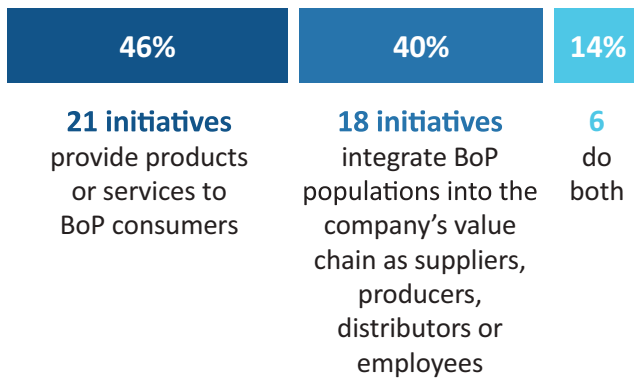 46%
40%
14%
21 initiatives
provide products
or services to
BoP consumers
18 initiatives
integrate BoP
populations into the
company’s value
chain as suppliers,
producers,
distributors or
employees
6
do
both